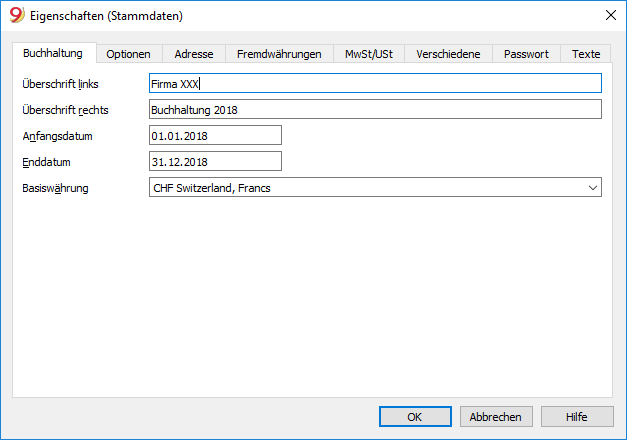 9 Eigenschaften (Stammdaten)
Buchhaltung Optionen Adresse Fremdwährungen MwSt/USt Verschiedene Passwort Texte
Überschrift links Firma XXX
Überschrift rechts Buchhaltung 2018
Anfangsdatum 01.01.2018
Enddatum 31.12.2018
Basiswährung CHF Switzerland, Francs
OK Abbrechen Hilfe